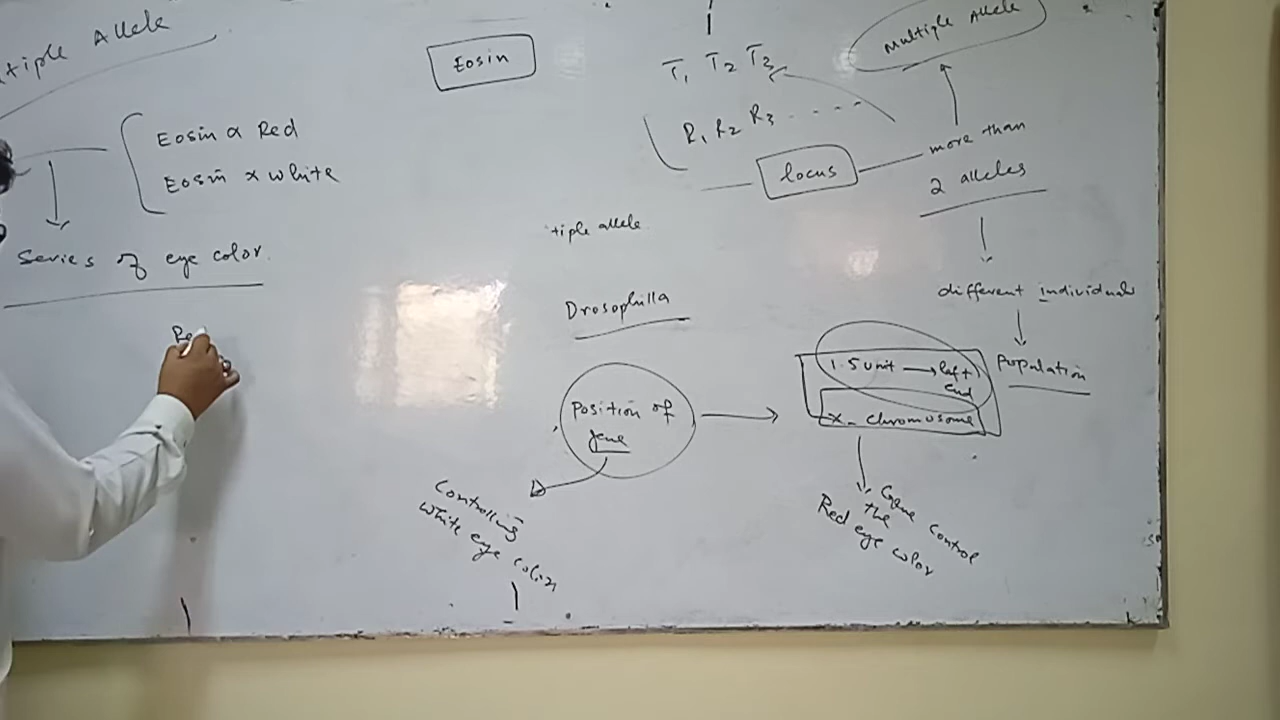 tiple Allele
Eosin x Red
Eosin x white
Series of eye color
Re
Eosin
tiple allele
Drosophilla
Position of
gene
Controlling
white eye color
T1 T2 T3
R1 R2 R3 . . . . .
locus
Multiple Allele
more than
2 alleles
different individuals
Population
1.5 unit → left
end
X- chromosome
Gene control
the
Red eye color